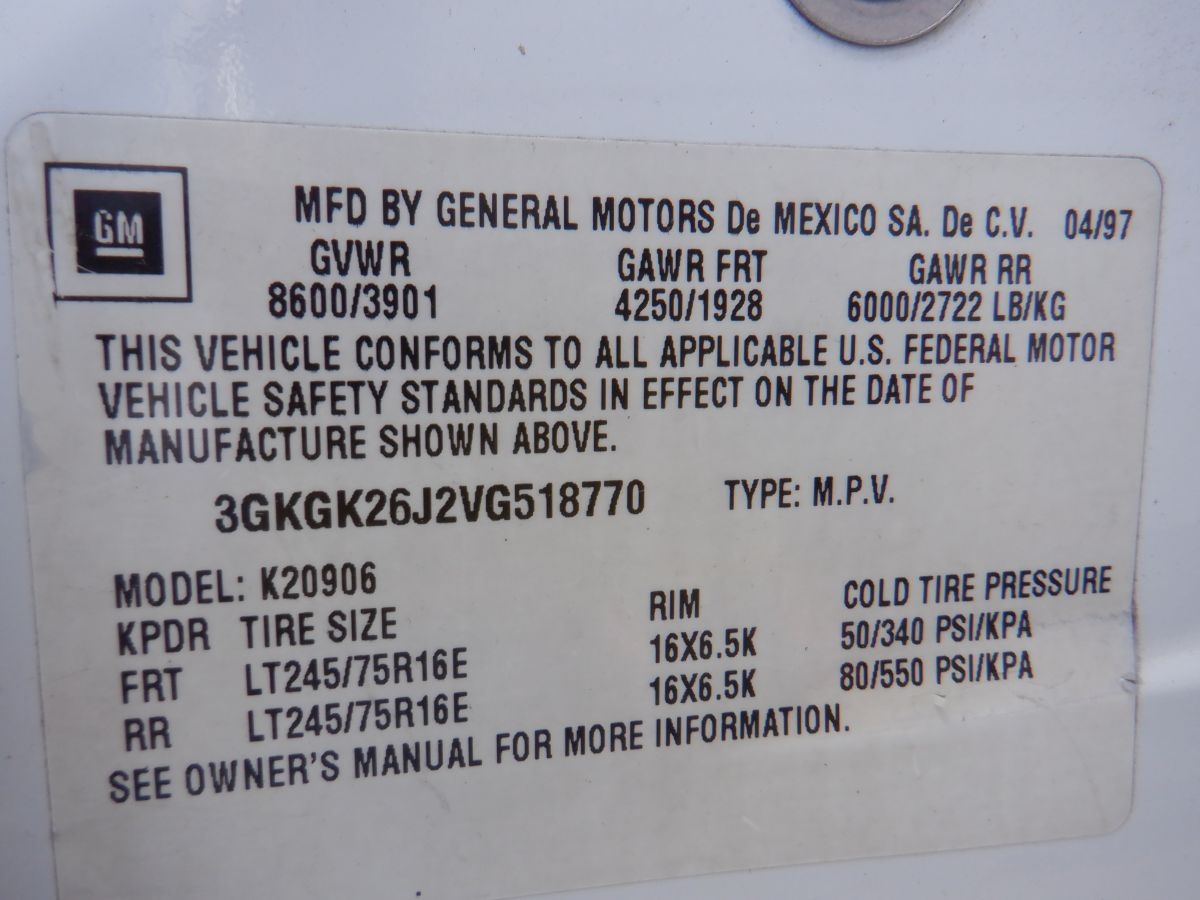 GM
MFD BY GENERAL MOTORS De MEXICO SA. De C.V. 04/97
GVWR GAWR FRT GAWR RR
8600/3901 4250/1928 6000/2722 LB/KG
THIS VEHICLE CONFORMS TO ALL APPLICABLE U.S. FEDERAL MOTOR
VEHICLE SAFETY STANDARDS IN EFFECT ON THE DATE OF
MANUFACTURE SHOWN ABOVE.
3GKGK26J2VG518770 TYPE: M.P.V.
MODEL: K20906
KPDR TIRE SIZE RIM COLD TIRE PRESSURE
FRT LT245/75R16E 16X6.5K 50/340 PSI/KPA
RR LT245/75R16E 16X6.5K 80/550 PSI/KPA
SEE OWNER'S MANUAL FOR MORE INFORMATION.